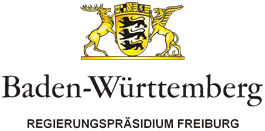 Baden-Württemberg
REGIERUNGSPRÄSIDIUM FREIBURG